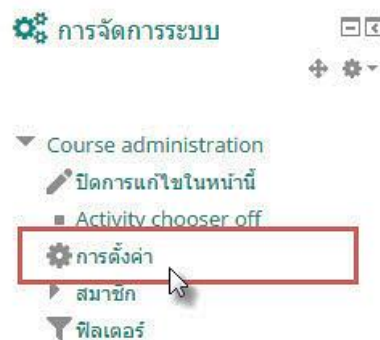 การจัดการระบบ
Course administration
ปิดการแก้ไขในหน้านี้
Activity chooser off
การตั้งค่า
สมาชิก
ฟิลเตอร์